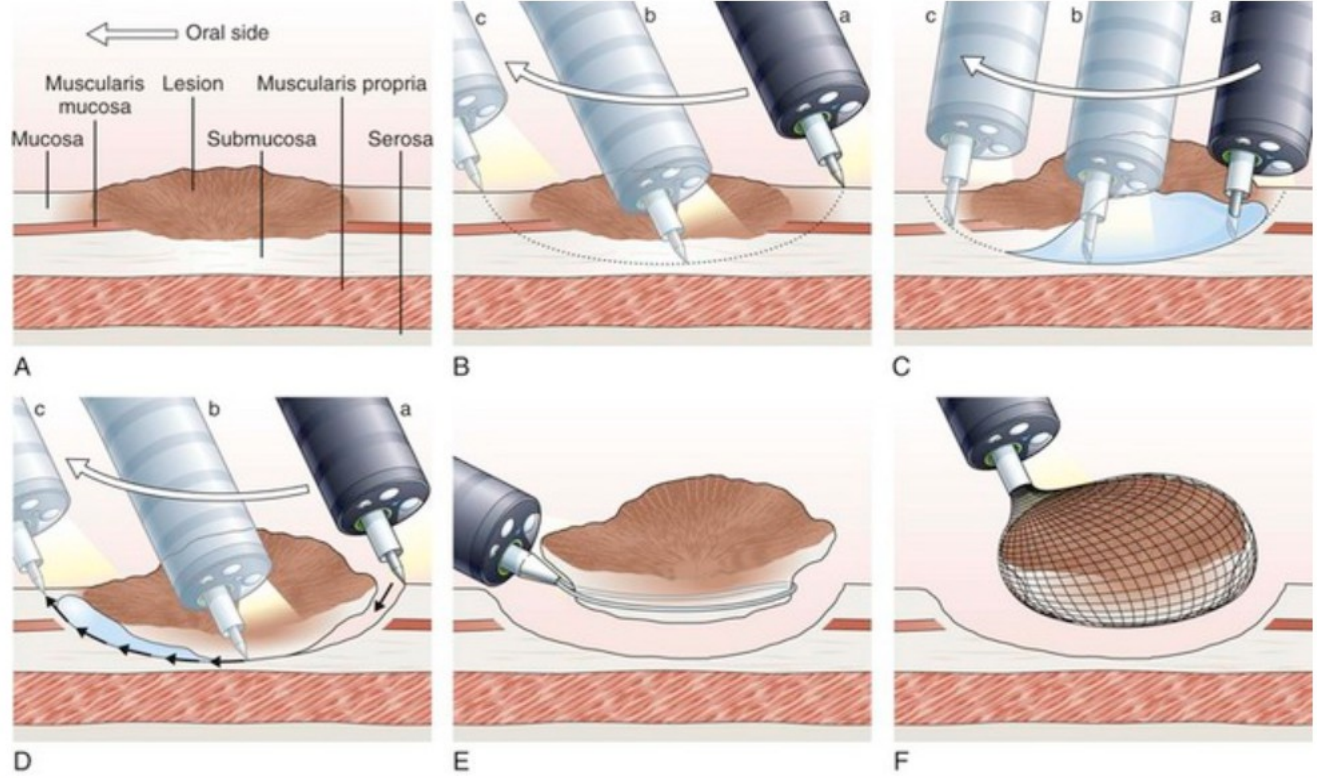 Oral side
Muscularis
mucosa
Lesion
Muscularis propria
Mucosa
Submucosa
Serosa
A
c
b
a
B
c
b
a
C
c
b
a
D
E
F